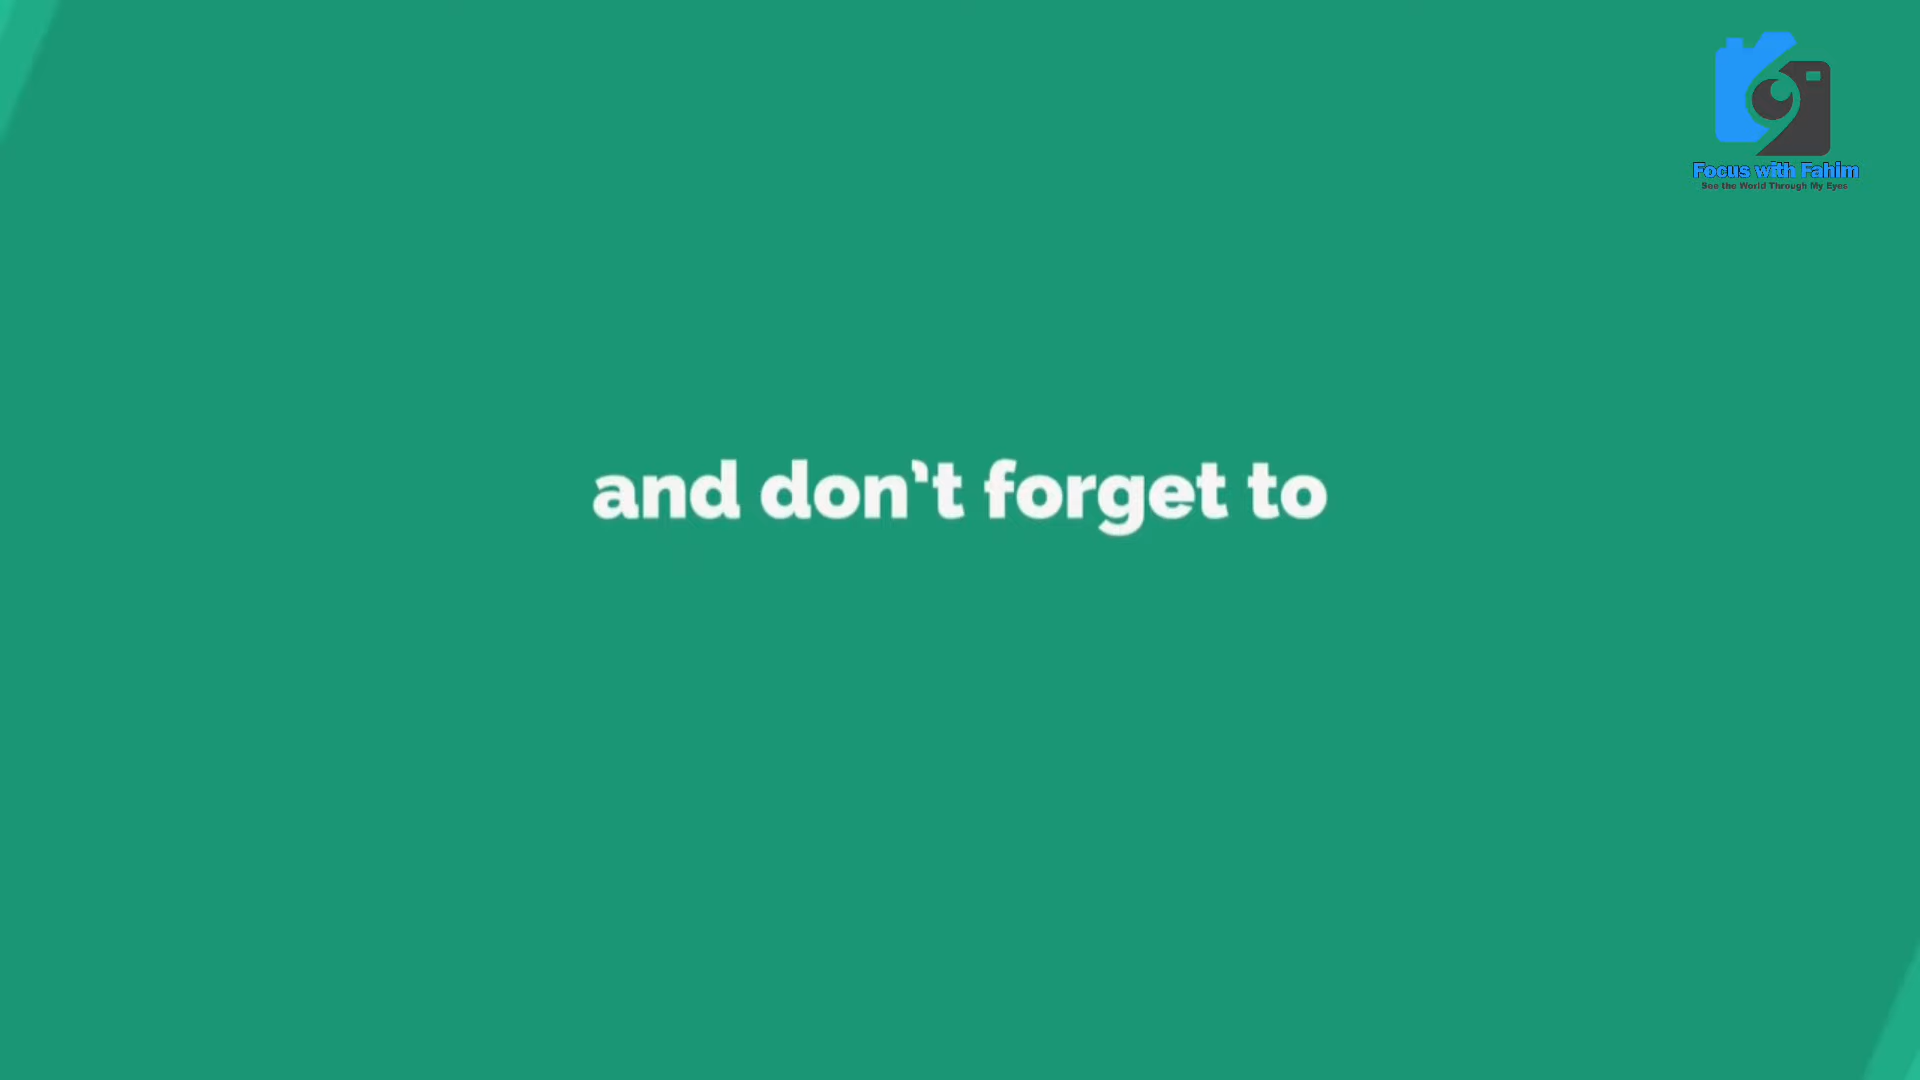 Focus with Fahim
See the World Through My Eyes
and don't forget to